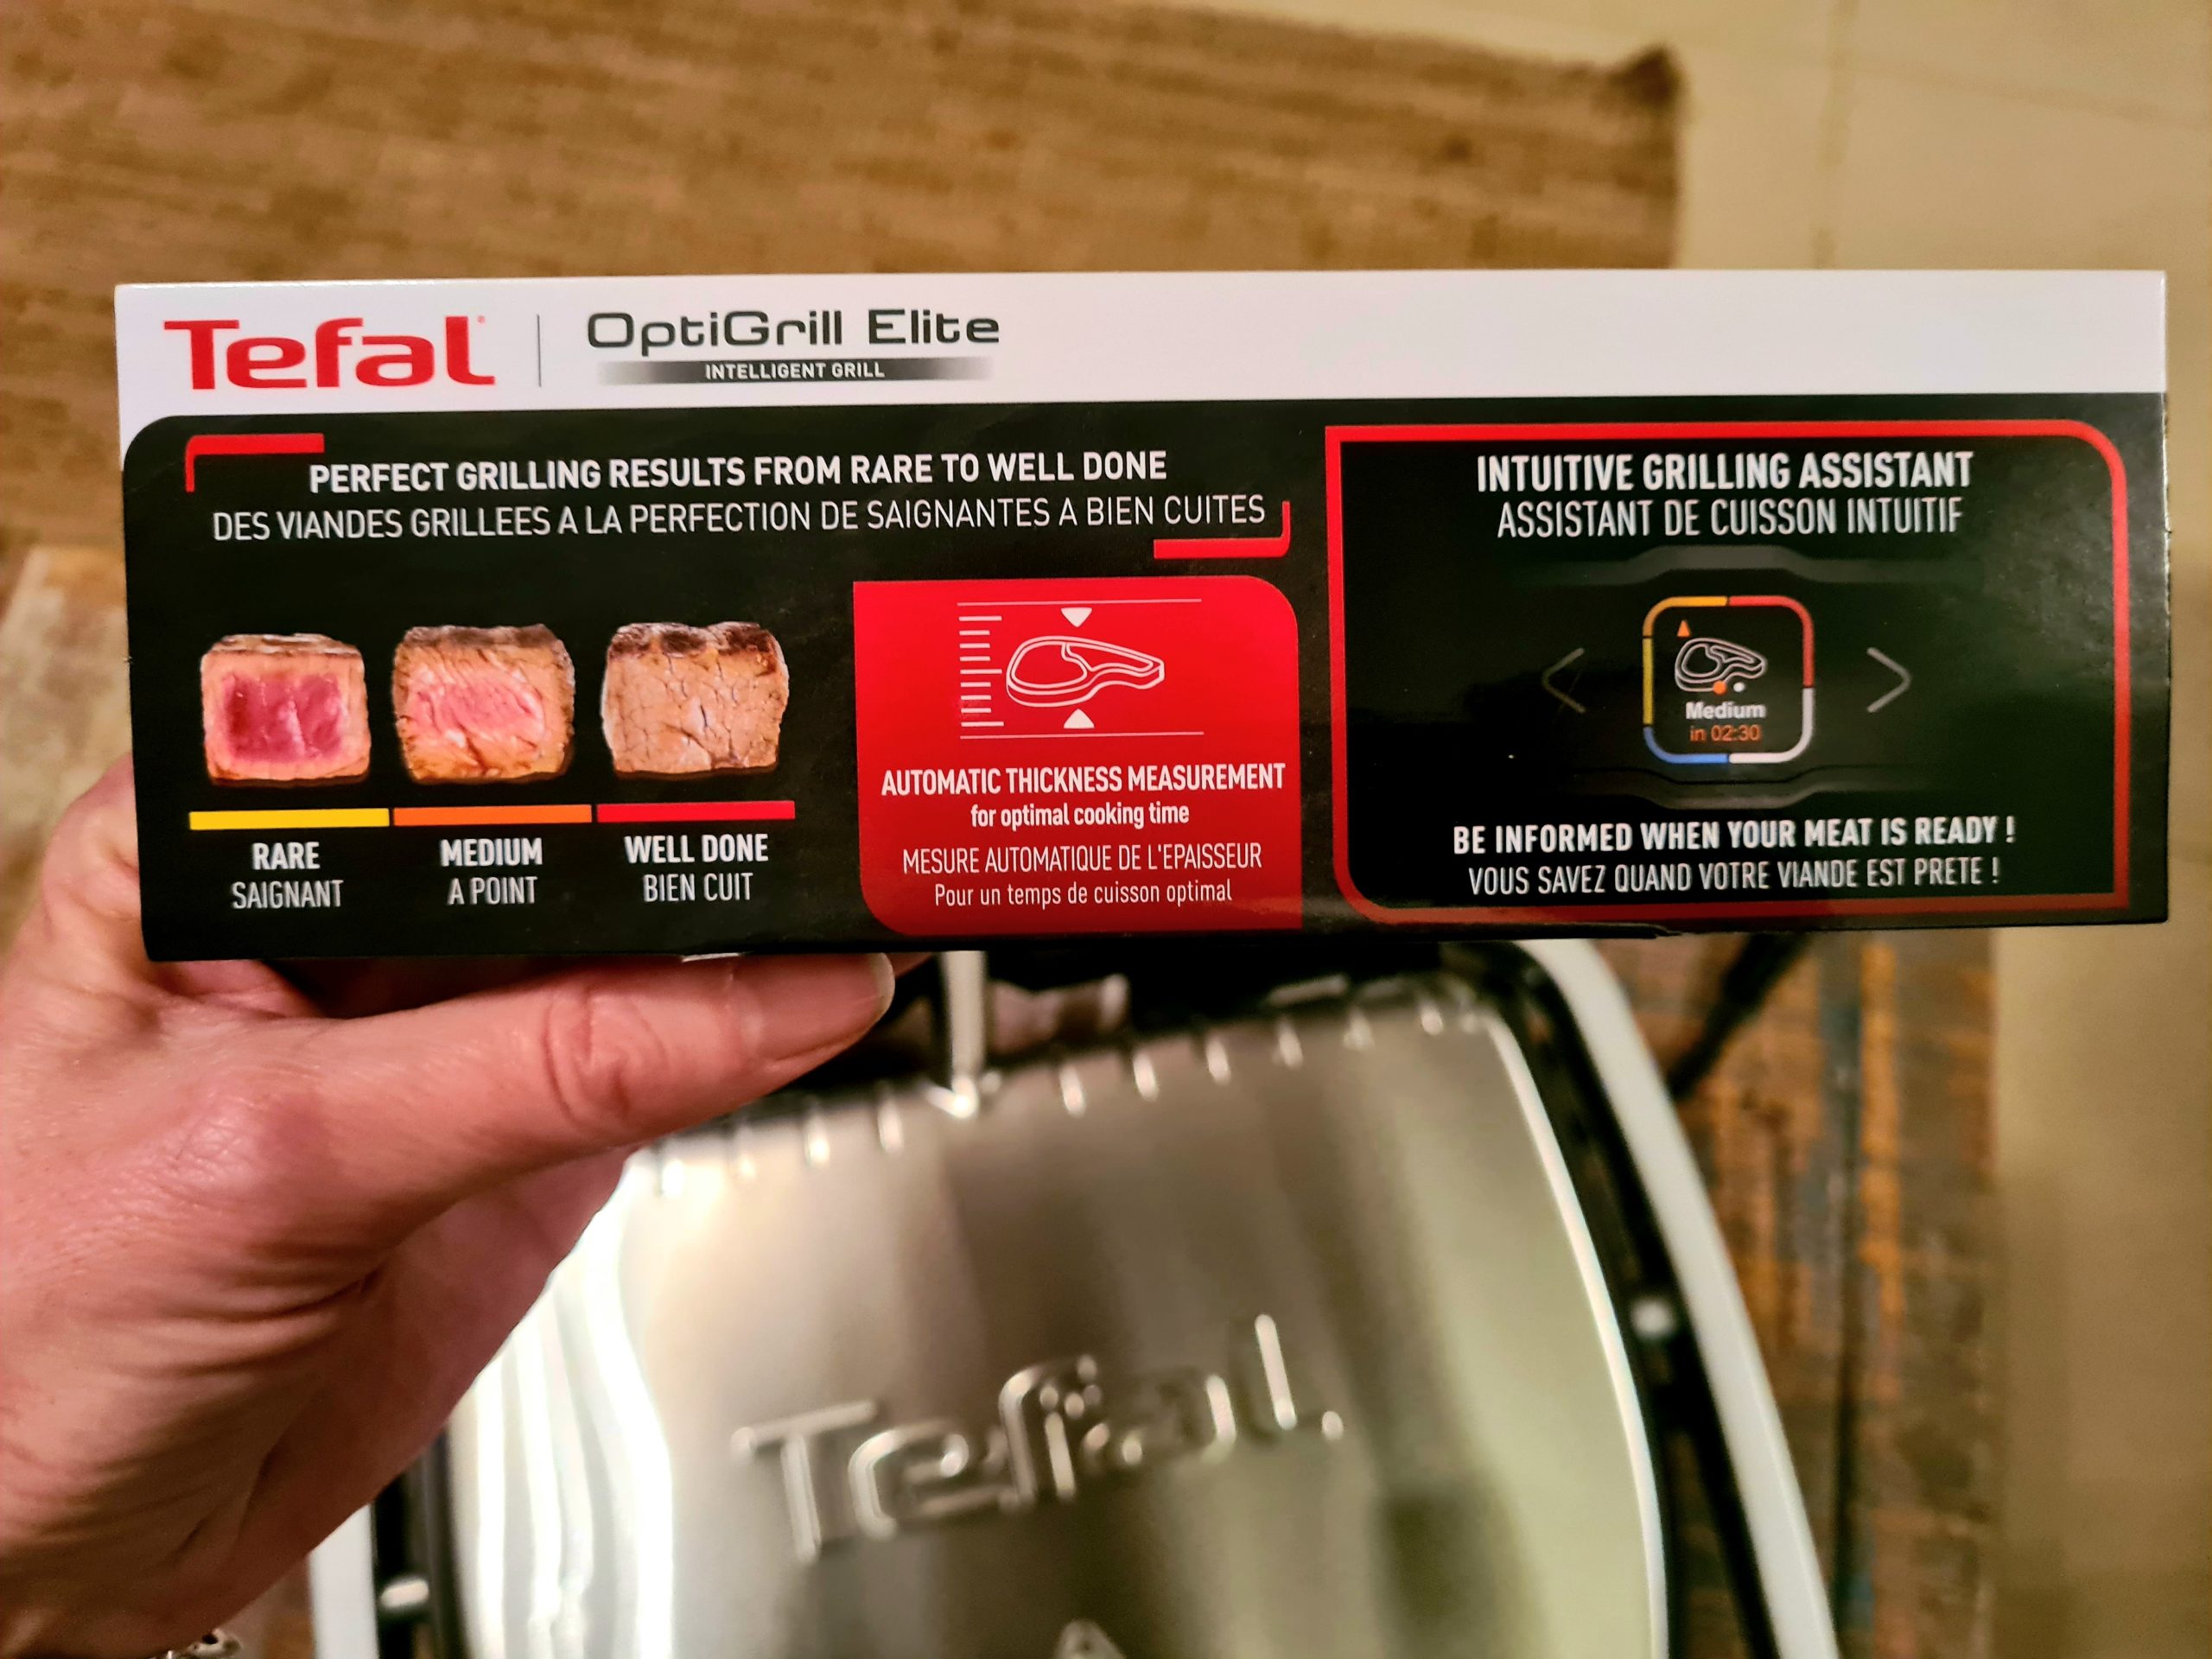 Tefal
OptiGrill Elite
INTELLIGENT GRILL
PERFECT GRILLING RESULTS FROM RARE TO WELL DONE
DES VIANDES GRILLEES A LA PERFECTION DE SAIGNANTES A BIEN CUITES
RARE
SAIGNANT
MEDIUM
A POINT
WELL DONE
BIEN CUIT
AUTOMATIC THICKNESS MEASUREMENT
for optimal cooking time
MESURE AUTOMATIQUE DE L'EPAISSEUR
Pour un temps de cuisson optimal
INTUITIVE GRILLING ASSISTANT
ASSISTANT DE CUISSON INTUITIF
Medium
in 02:30
BE INFORMED WHEN YOUR MEAT IS READY !
VOUS SAVEZ QUAND VOTRE VIANDE EST PRETE !
Tefal